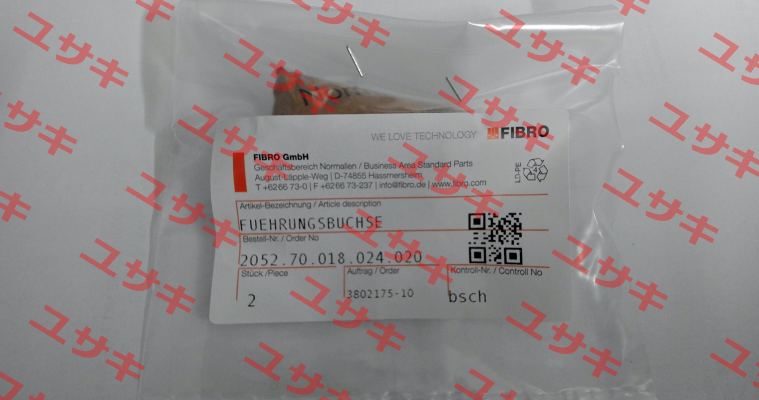 NOR
WE LOVE TECHNOLOGY FIBRO
FIBRO GmbH
Geschäftsbereich Normalien / Business Area Standard Parts
August-Läpple-Weg | D-74855 Hassmersheim
T +6266 73-0 | F +6266 73-237 | info@fibro.de | www.fibro.com
LD-PE
Artikel-Bezeichnung / Article description
FUEHRUNGSBUCHSE
Bestell-Nr. / Order No
2052.70.018.024.020
Stück /Piece
Auftrag / Order
Kontroll-Nr. / Controll No
2
3802175-10
bsch
ユサキ